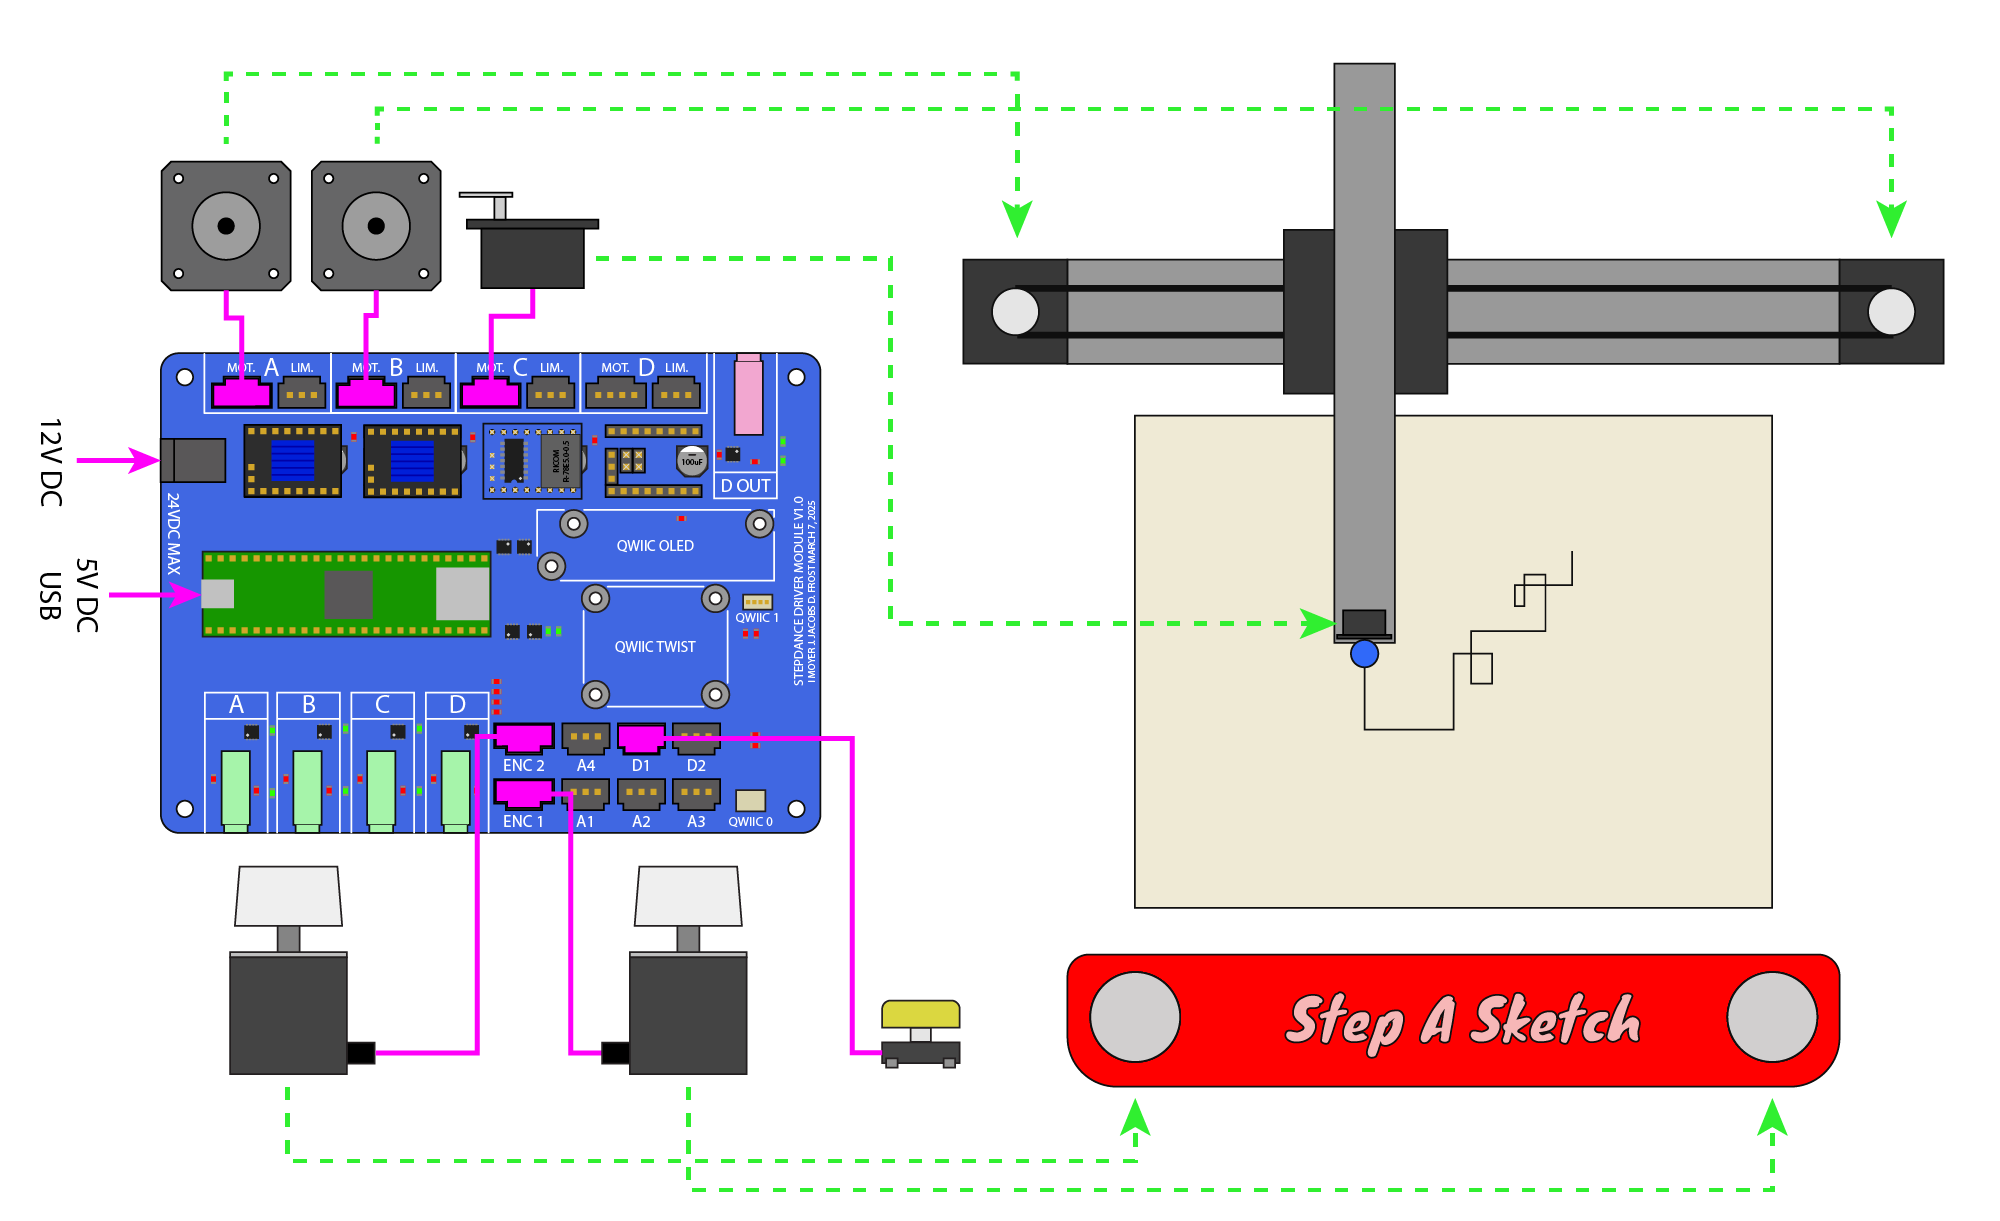 MOT. A LIM.
MOT. B LIM.
MOT. C LIM.
MOT. D LIM.
12V DC
24VDC MAX
5V DC
USB
RICOM
R-78E5.0-0.5
100uF
D OUT
QWIIC OLED
QWIIC TWIST
QWIIC 1
STEPDANCE DRIVER MODULE V1.0
I MOYER J JACOBS D. FROST MARCH 7, 2025
A
B
C
D
ENC 2
A4
D1
D2
ENC 1
A1
A2
A3
QWIIC 0
Step A Sketch